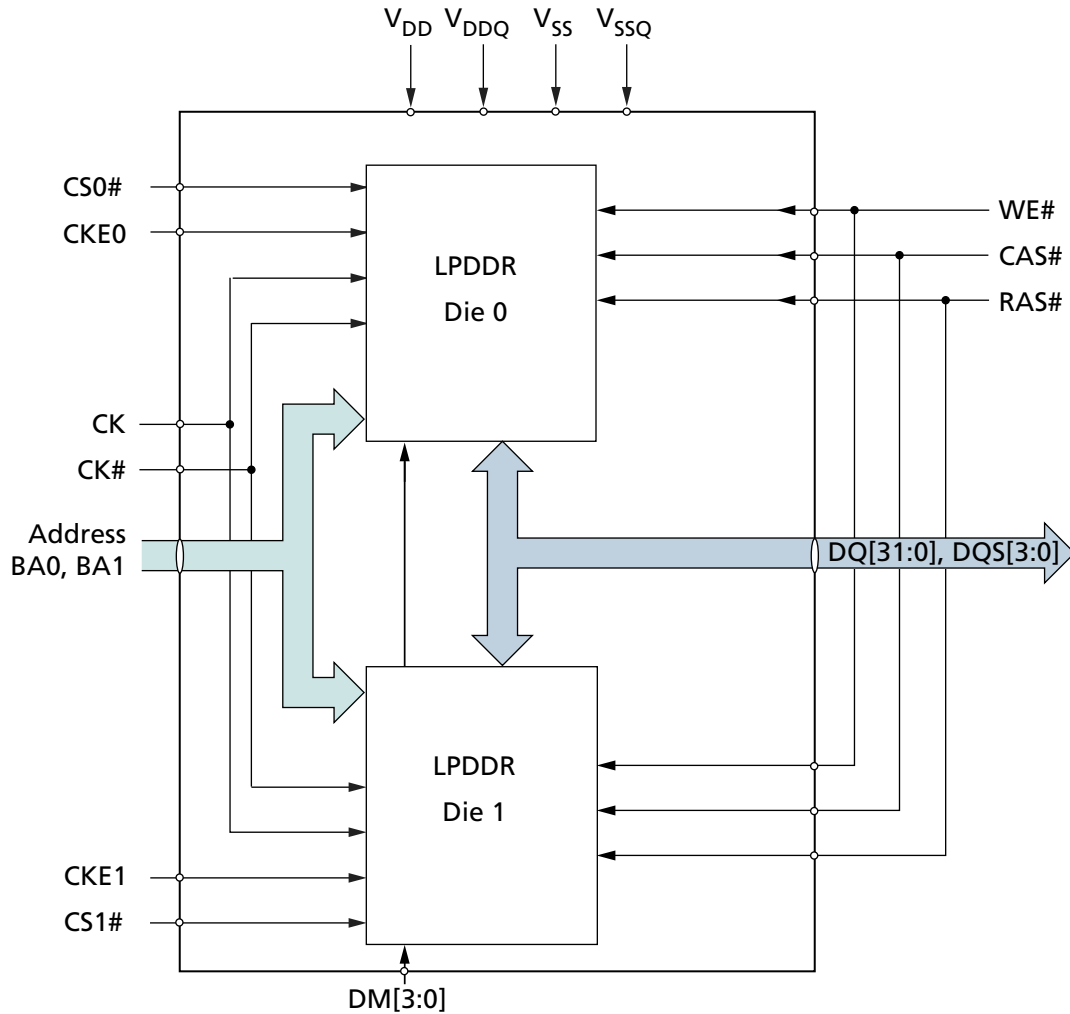 VDD VDDQ VSS VSSQ
CS0#
CKE0
CK
CK#
Address
BA0, BA1
CKE1
CS1#
LPDDR
Die 0
LPDDR
Die 1
WE#
CAS#
RAS#
DQ[31:0], DQS[3:0]
DM[3:0]